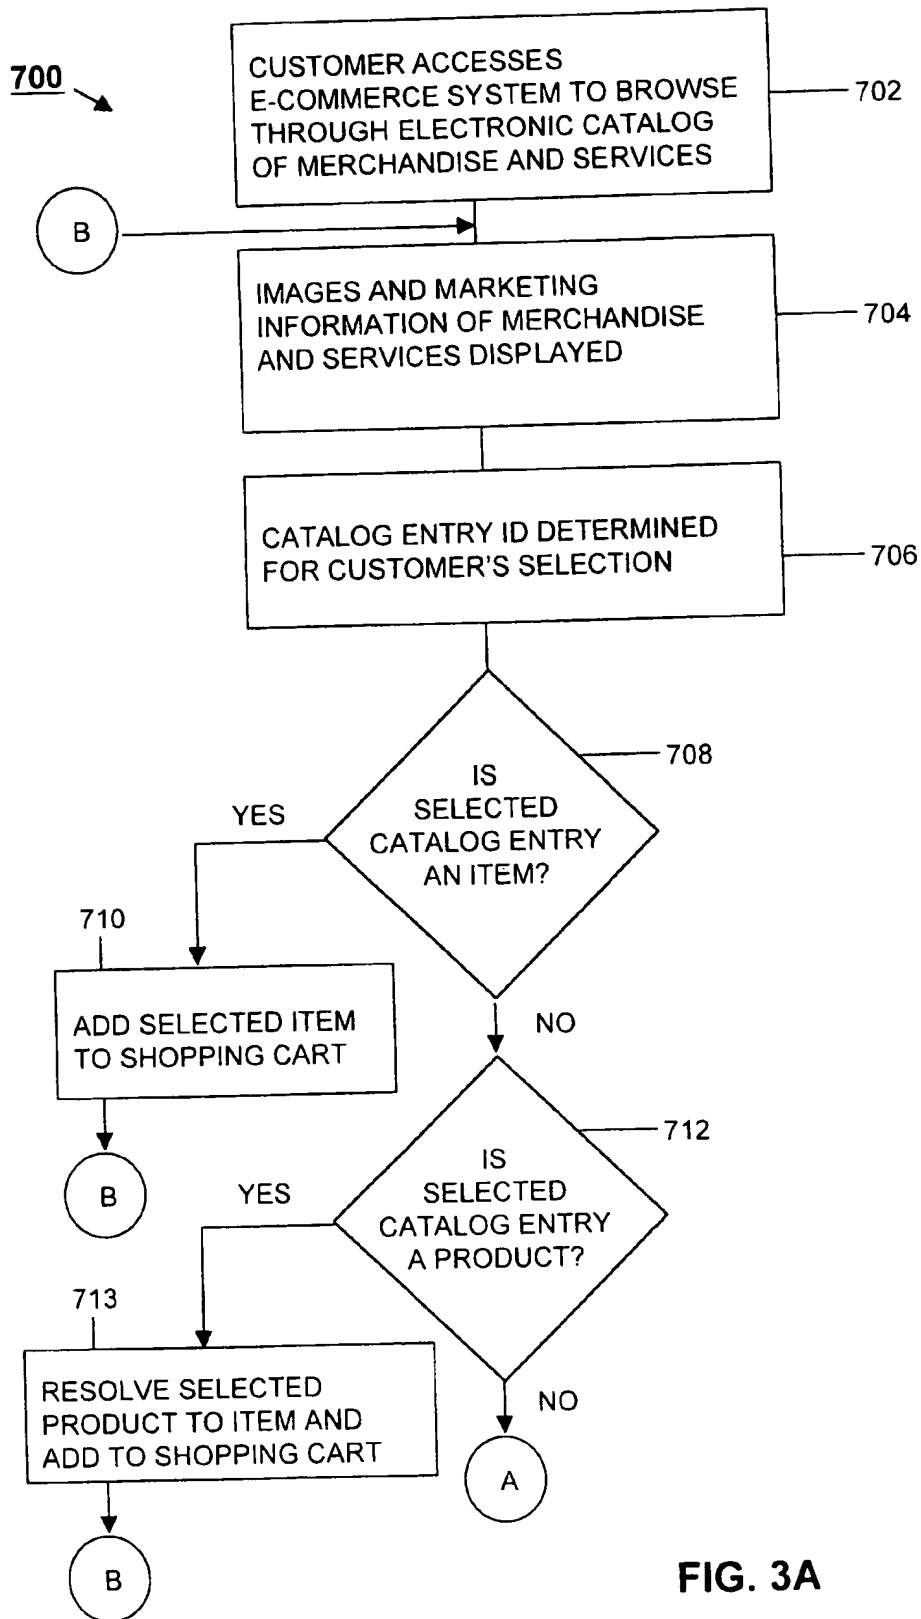 700
CUSTOMER ACCESSES
E-COMMERCE SYSTEM TO BROWSE
THROUGH ELECTRONIC CATALOG
OF MERCHANDISE AND SERVICES
702
B
IMAGES AND MARKETING
INFORMATION OF MERCHANDISE
AND SERVICES DISPLAYED
704
CATALOG ENTRY ID DETERMINED
FOR CUSTOMER'S SELECTION
706
708
IS
SELECTED
CATALOG ENTRY
AN ITEM?
YES
710
ADD SELECTED ITEM
TO SHOPPING CART
B
NO
712
IS
SELECTED
CATALOG ENTRY
A PRODUCT?
YES
713
RESOLVE SELECTED
PRODUCT TO ITEM AND
ADD TO SHOPPING CART
B
NO
A
FIG. 3A